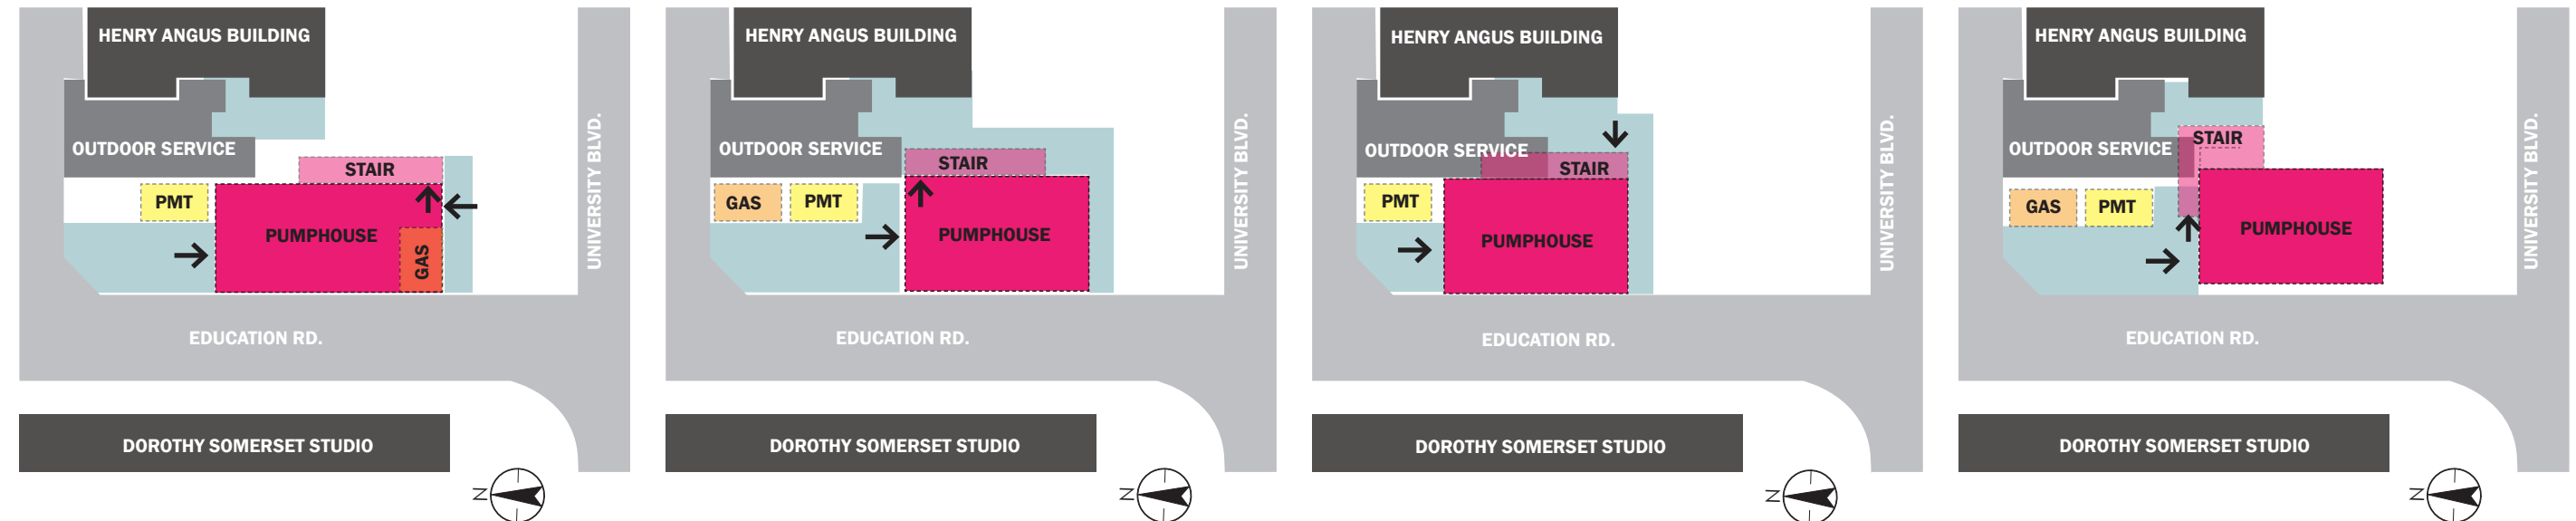 HENRY ANGUS BUILDING
OUTDOOR SERVICE
STAIR
PMT
PUMPHOUSE
GAS
UNIVERSITY BLVD.
EDUCATION RD.
DOROTHY SOMERSET STUDIO
N
HENRY ANGUS BUILDING
OUTDOOR SERVICE
STAIR
GAS
PMT
PUMPHOUSE
UNIVERSITY BLVD.
EDUCATION RD.
DOROTHY SOMERSET STUDIO
N
HENRY ANGUS BUILDING
OUTDOOR SERVICE
STAIR
PMT
PUMPHOUSE
UNIVERSITY BLVD.
EDUCATION RD.
DOROTHY SOMERSET STUDIO
N
HENRY ANGUS BUILDING
STAIR
OUTDOOR SERVICE
GAS
PMT
PUMPHOUSE
UNIVERSITY BLVD.
EDUCATION RD.
DOROTHY SOMERSET STUDIO
N